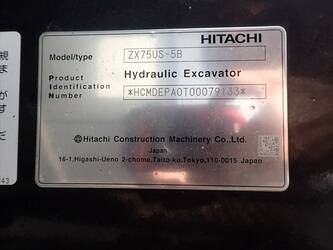 HITACHI
Model/type ZX75US-5B
Product Identification Number Hydraulic Excavator
*HCMDEPA0T00079133*
Hitachi Construction Machinery Co.,Ltd.
Japan
16-1,Higashi-Ueno 2-chome,Taito-ku,Tokyo,110-0015 Japan